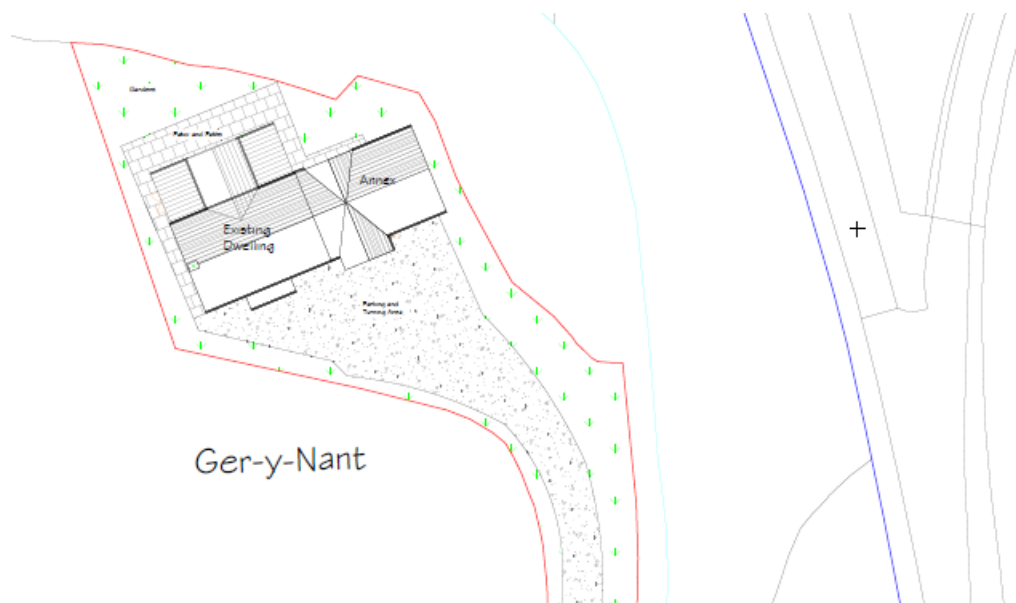 Gardens
Patio and Paths
Annex
Existing
Dwelling
Parking and
Turning Area
Ger-y-Nant